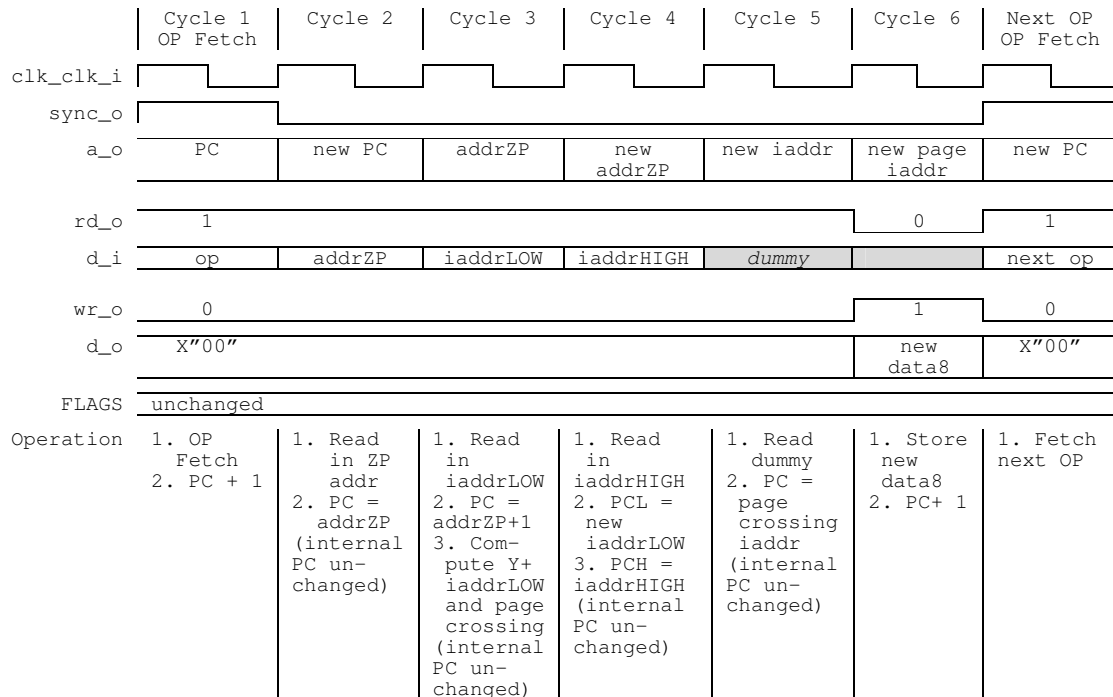 Cycle 1 Cycle 2 Cycle 3 Cycle 4 Cycle 5 Cycle 6 Next OP
OP Fetch OP Fetch
clk_clk_i
sync_o
a_o PC new PC addrZP new new iaddr new page new PC
addrZP iaddr
rd_o 1 0 1
d_i op addrZP iaddrLOW iaddrHIGH dummy next op
wr_o 0 1 0
d_o X"00" new X"00"
data8
FLAGS unchanged
Operation 1. OP 1. Read 1. Read 1. Read 1. Read 1. Store 1. Fetch
Fetch in ZP in in dummy new next OP
2. PC + 1 addr iaddrLOW iaddrHIGH 2. PC = data8
2. PC = 2. PC = 2. PCL = page 2. PC+ 1
addrZP addrZP+1 new crossing
(internal 3. Com- iaddrLOW iaddr
PC un- pute Y+ 3. PCH = (internal
changed) iaddrLOW iaddrHIGH PC un-
and page (internal changed)
crossing PC un-
(internal changed)
PC un-
changed)